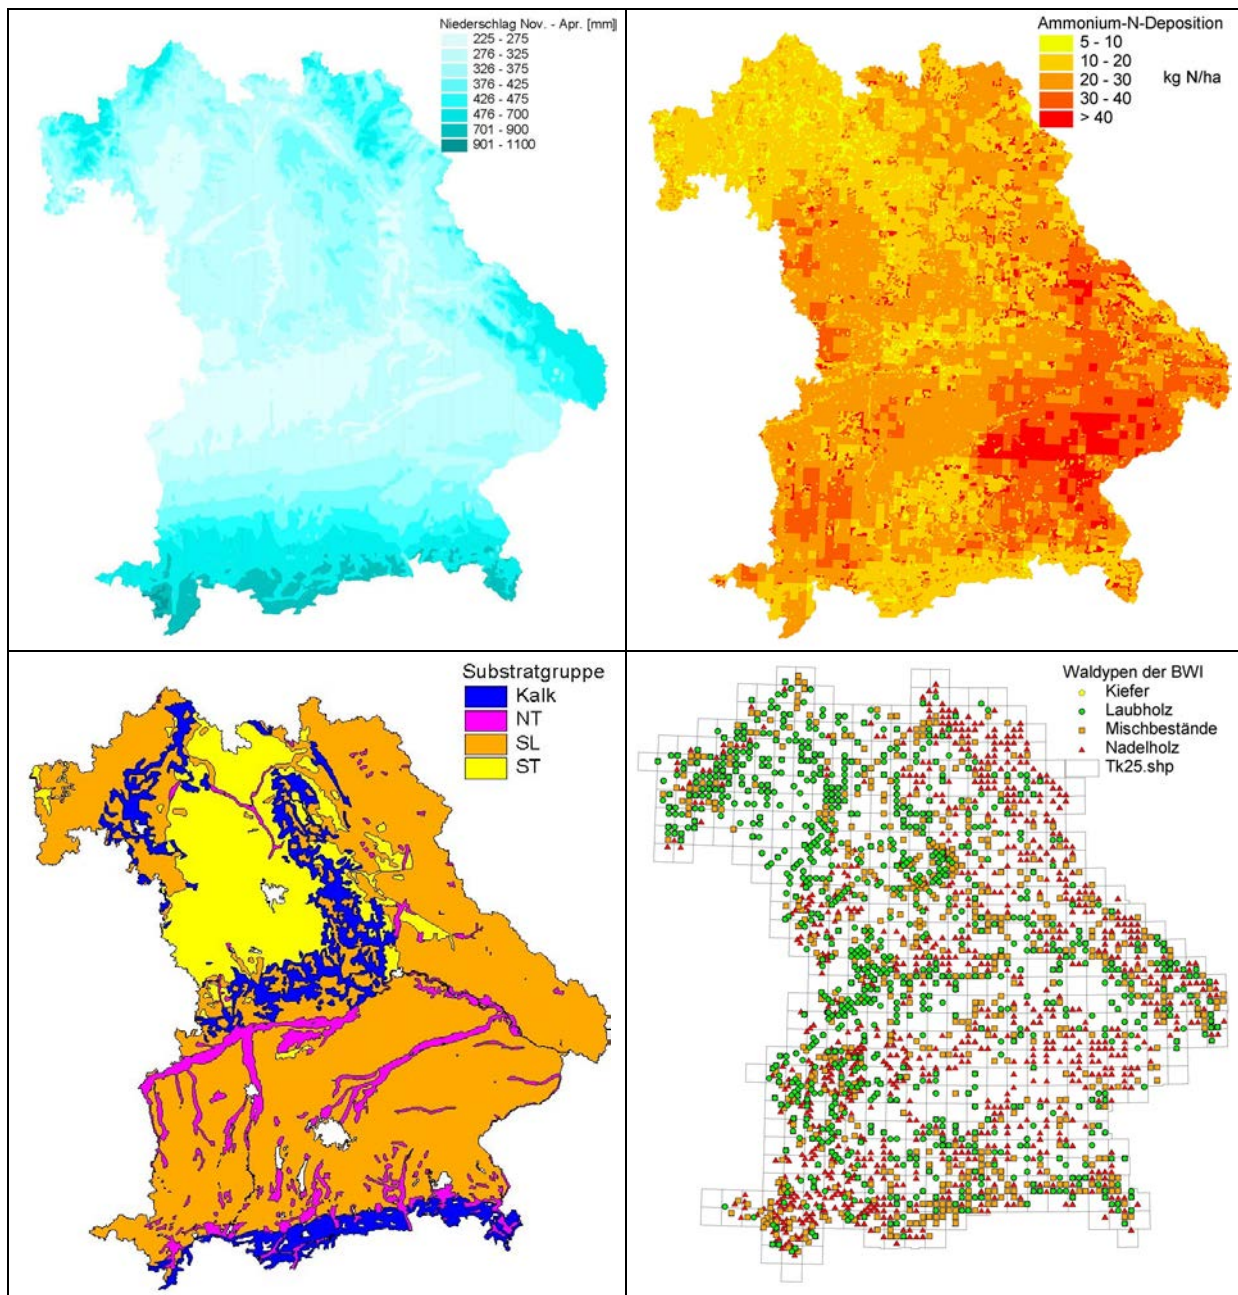 Niederschlag Nov. - Apr. [mm]
225 - 275
276 - 325
326 - 375
376 - 425
426 - 475
476 - 700
701 - 900
901 - 1100
Ammonium-N-Deposition
5 - 10
10 - 20
20 - 30
30 - 40
> 40
kg N/ha
Substratgruppe
Kalk
NT
SL
ST
Waldypen der BWI
Kiefer
Laubholz
Mischbestände
Nadelholz
Tk25.shp